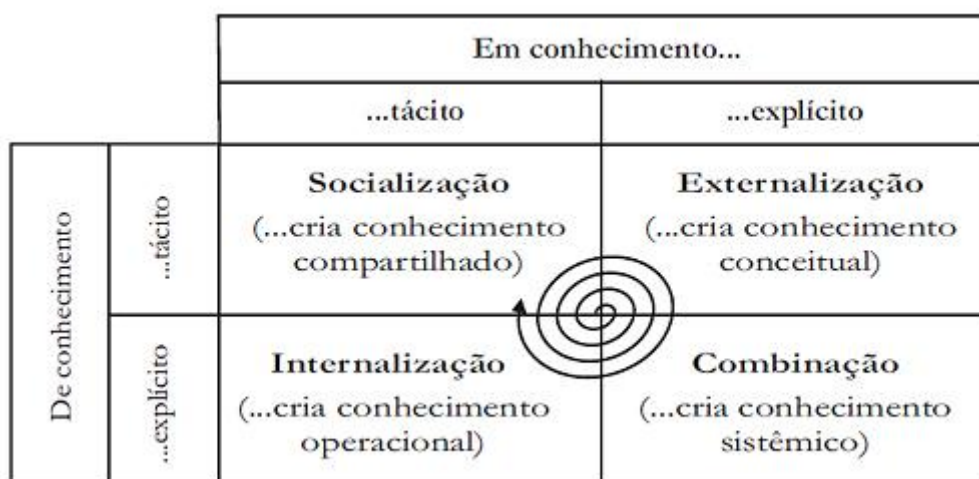 Em conhecimento...
...tácito
...explícito
De conhecimento
...tácito
Socialização
(...cria conhecimento
compartilhado)
Externalização
(...cria conhecimento
conceitual)
...explícito
Internalização
(...cria conhecimento
operacional)
Combinação
(...cria conhecimento
sistêmico)